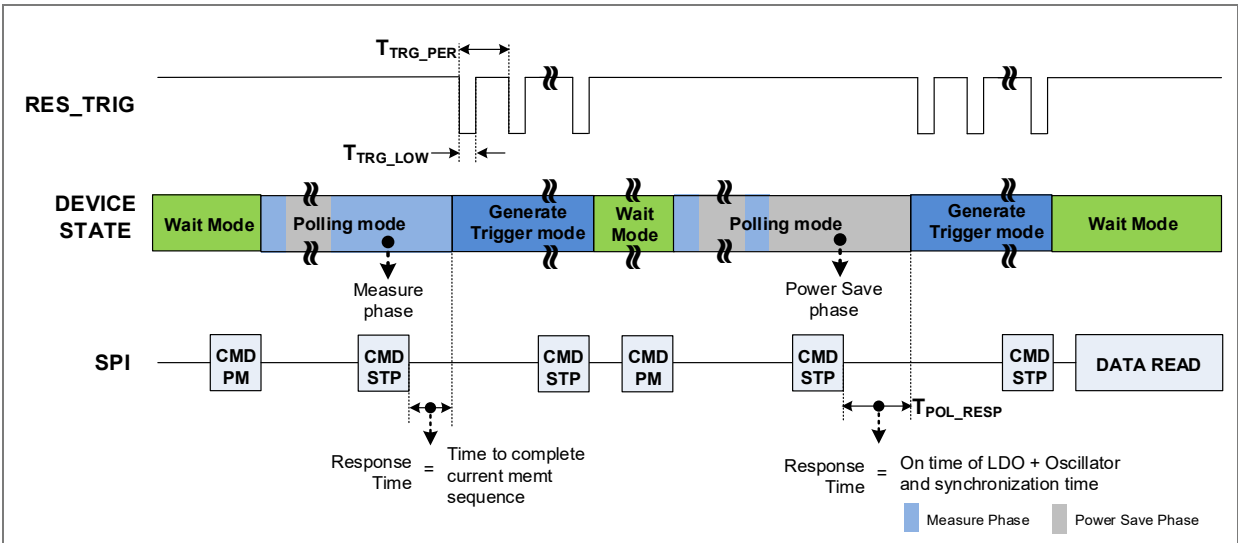 TTRG_PER
RES_TRIG
TTRG_LOW
DEVICE
STATE
Wait Mode
Polling mode
Generate
Trigger mode
Wait
Mode
Polling mode
Generate
Trigger mode
Wait Mode
Measure
phase
Power Save
phase
SPI
CMD
PM
CMD
STP
CMD
STP
CMD
PM
CMD
STP
CMD
STP
DATA READ
TPOL_RESP
Response
Time
=
Time to complete
current memt
sequence
Response
Time
=
On time of LDO + Oscillator
and synchronization time
Measure Phase
Power Save Phase